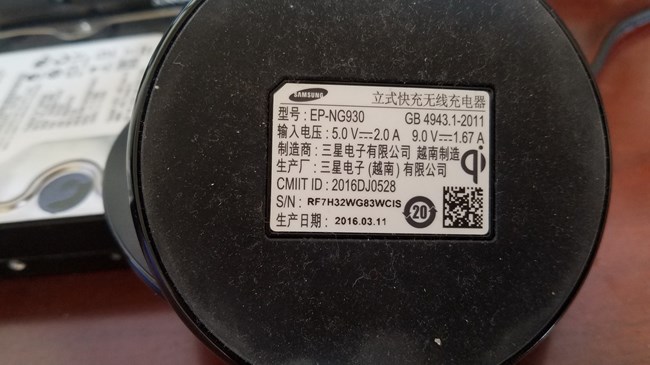 SAMSUNG 立式快充无线充电器
型号：EP-NG930 GB 4943.1-2011
输入电压：5.0 V⎓2.0 A 9.0 V⎓1.67 A
制造商：三星电子有限公司 越南制造
生产厂：三星电子 (越南) 有限公司
CMIIT ID : 2016DJ0528
S/N : RF7H32WG83WCIS
生产日期：2016.03.11
20
qi